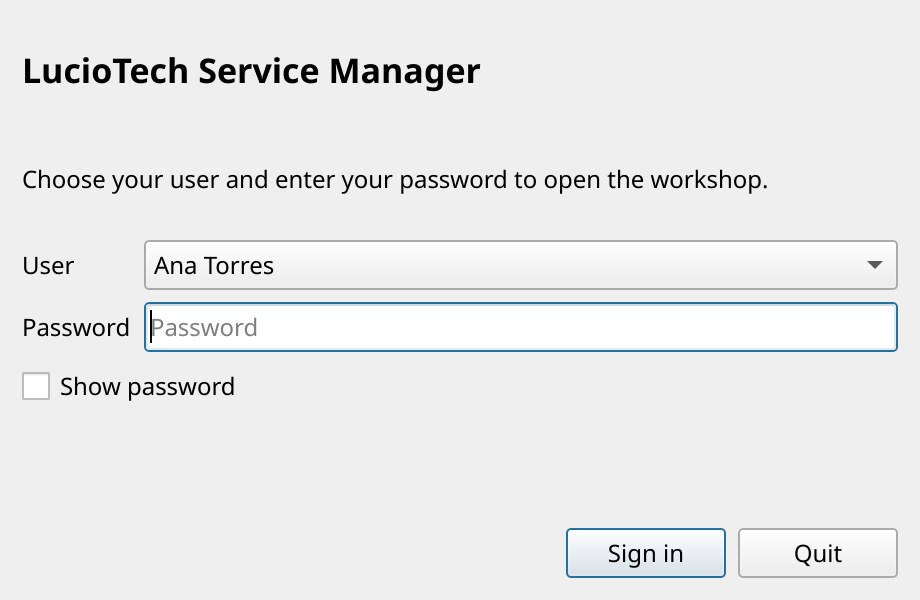 LucioTech Service Manager
Choose your user and enter your password to open the workshop.
User
Ana Torres
Password
Password
Show password
Sign in
Quit